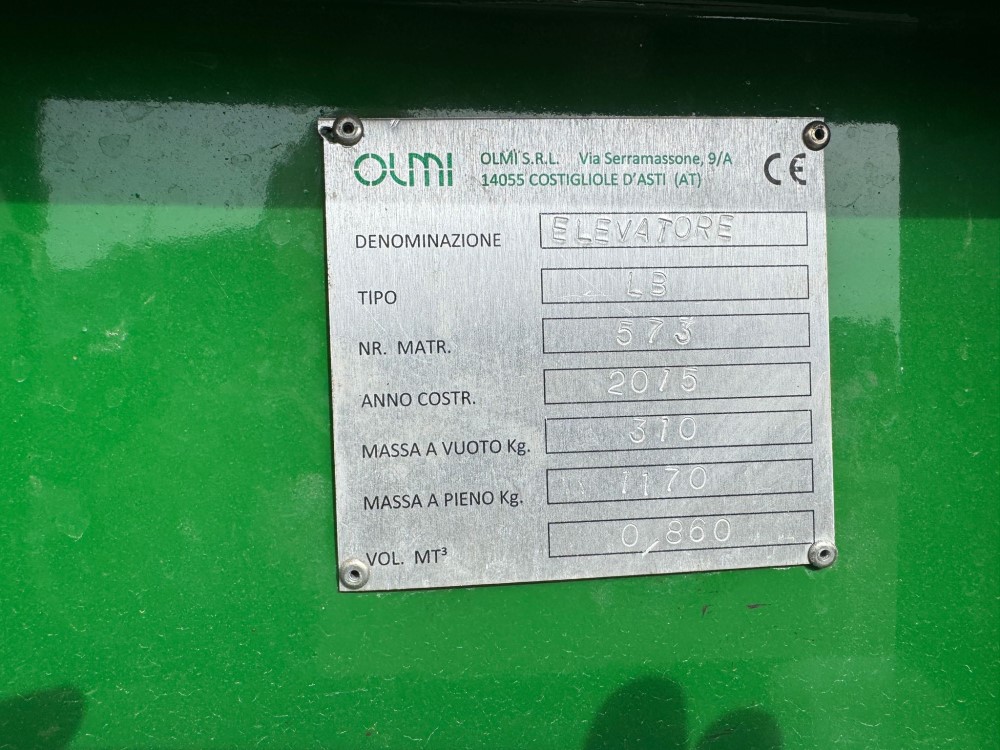 OLMI OLMI S.R.L. Via Serramassone, 9/A CE
14055 COSTIGLIOLE D'ASTI (AT)
DENOMINAZIONE ELEVATORE
TIPO LB
NR. MATR. 573
ANNO COSTR. 2015
MASSA A VUOTO Kg. 310
MASSA A PIENO Kg. 1170
VOL. MT³ 0,860